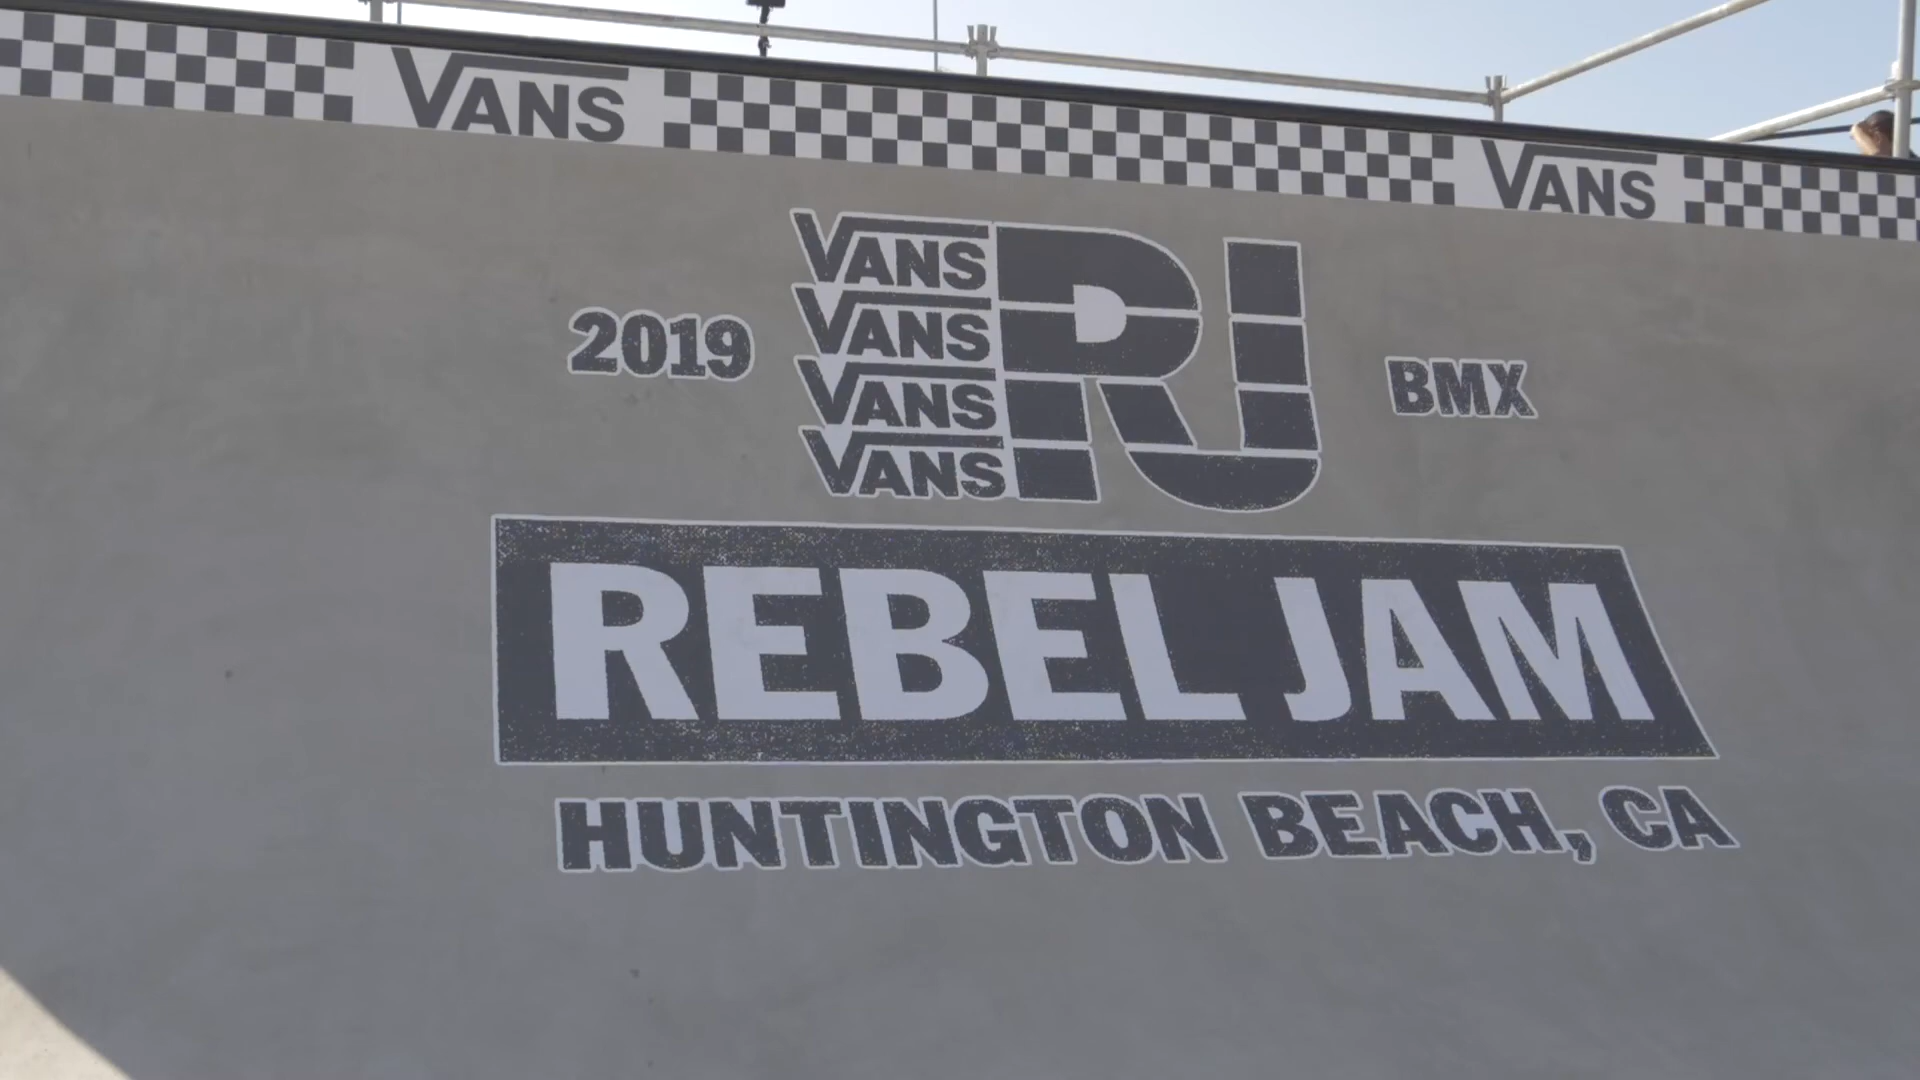 VANS VANS
VANS
VANS
VANS
VANS
RJ
2019
BMX
REBEL JAM
HUNTINGTON BEACH, CA